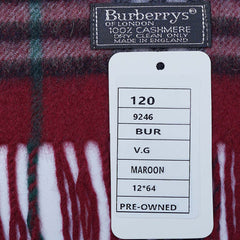 Burberrys
OF LONDON
100% CASHMERE
DRY CLEAN ONLY
MADE IN ENGLAND
120
9246
BUR
V.G
MAROON
12*64
PRE-OWNED